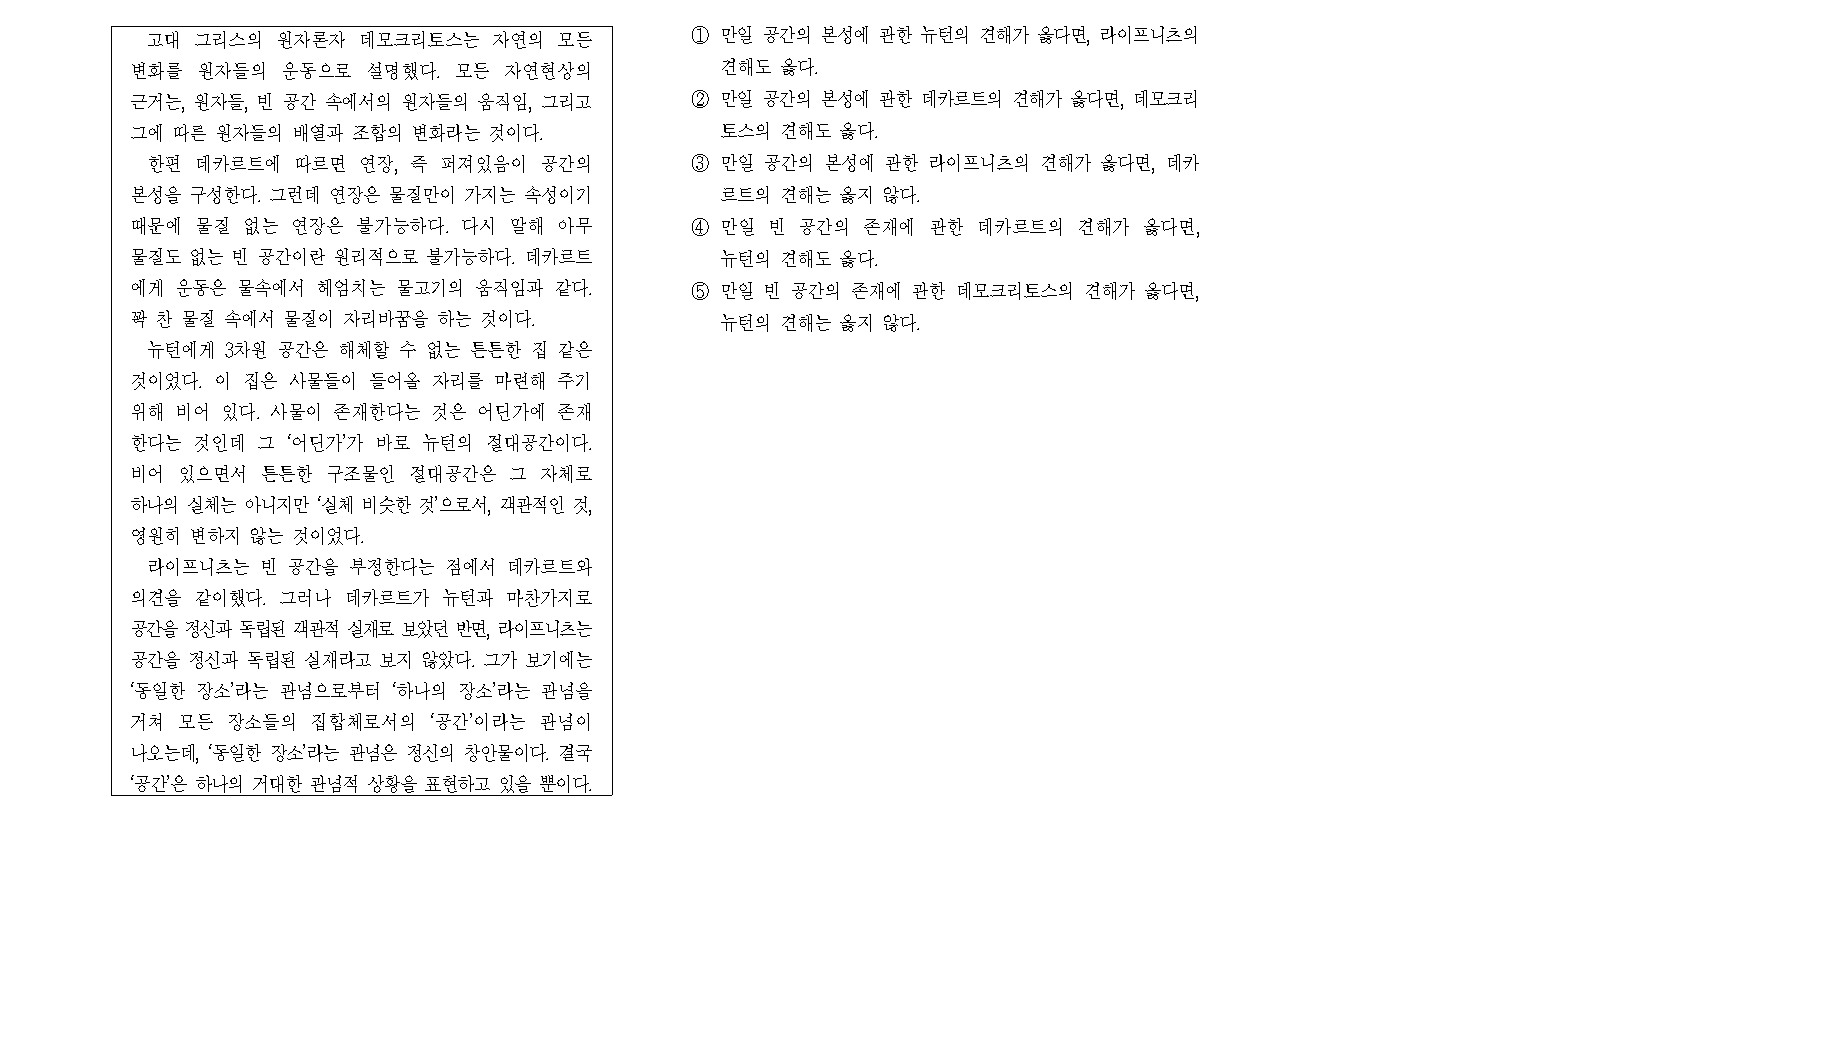 고대 그리스의 원자론자 데모크리토스는 자연의 모든
변화를 원자들의 운동으로 설명했다. 모든 자연현상의
근거는, 원자들, 빈 공간 속에서의 원자들의 움직임, 그리고
그에 따른 원자들의 배열과 조합의 변화라는 것이다.
한편 데카르트에 따르면 연장, 즉 퍼져있음이 공간의
본성을 구성한다. 그런데 연장은 물질만이 가지는 속성이기
때문에 물질 없는 연장은 불가능하다. 다시 말해 아무
물질도 없는 빈 공간이란 원리적으로 불가능하다. 데카르트
에게 운동은 물속에서 헤엄치는 물고기의 움직임과 같다.
꽉 찬 물질 속에서 물질이 자리바꿈을 하는 것이다.
뉴턴에게 3차원 공간은 해체할 수 없는 튼튼한 집 같은
것이었다. 이 집은 사물들이 들어올 자리를 마련해 주기
위해 비어 있다. 사물이 존재한다는 것은 어딘가에 존재
한다는 것인데 그 ‘어딘가’가 바로 뉴턴의 절대공간이다.
비어 있으면서 튼튼한 구조물인 절대공간은 그 자체로
하나의 실체는 아니지만 ‘실체 비슷한 것’으로서, 객관적인 것,
영원히 변하지 않는 것이었다.
라이프니츠는 빈 공간을 부정한다는 점에서 데카르트와
의견을 같이했다. 그러나 데카르트가 뉴턴과 마찬가지로
공간을 정신과 독립된 객관적 실재로 보았던 반면, 라이프니츠는
공간을 정신과 독립된 실재라고 보지 않았다. 그가 보기에는
‘동일한 장소’라는 관념으로부터 ‘하나의 장소’라는 관념을
거쳐 모든 장소들의 집합체로서의 ‘공간’이라는 관념이
나오는데, ‘동일한 장소’라는 관념은 정신의 창안물이다. 결국
‘공간’은 하나의 거대한 관념적 상황을 표현하고 있을 뿐이다.
① 만일 공간의 본성에 관한 뉴턴의 견해가 옳다면, 라이프니츠의
견해도 옳다.
② 만일 공간의 본성에 관한 데카르트의 견해가 옳다면, 데모크리
토스의 견해도 옳다.
③ 만일 공간의 본성에 관한 라이프니츠의 견해가 옳다면, 데카
르트의 견해는 옳지 않다.
④ 만일 빈 공간의 존재에 관한 데카르트의 견해가 옳다면,
뉴턴의 견해도 옳다.
⑤ 만일 빈 공간의 존재에 관한 데모크리토스의 견해가 옳다면,
뉴턴의 견해는 옳지 않다.